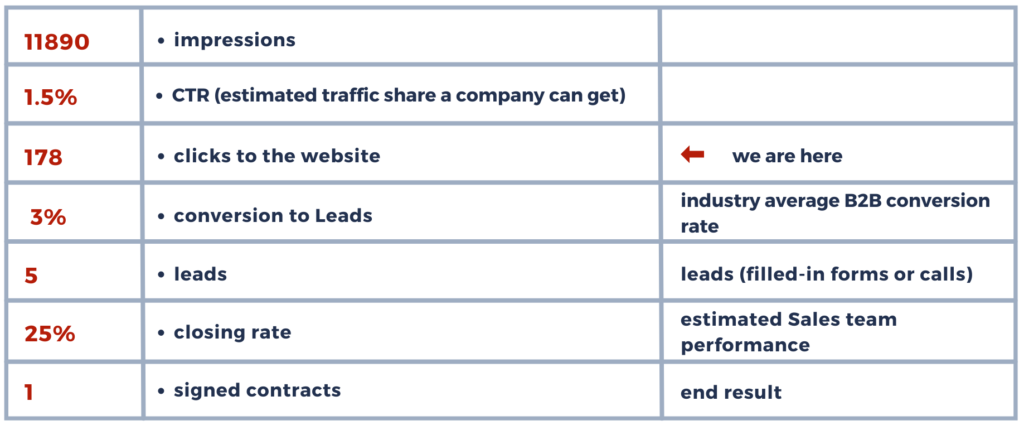 11890 • impressions
1.5% • CTR (estimated traffic share a company can get)
178 • clicks to the website we are here
3% • conversion to Leads industry average B2B conversion
rate
5 • leads leads (filled-in forms or calls)
25% • closing rate estimated Sales team
performance
1 • signed contracts end result